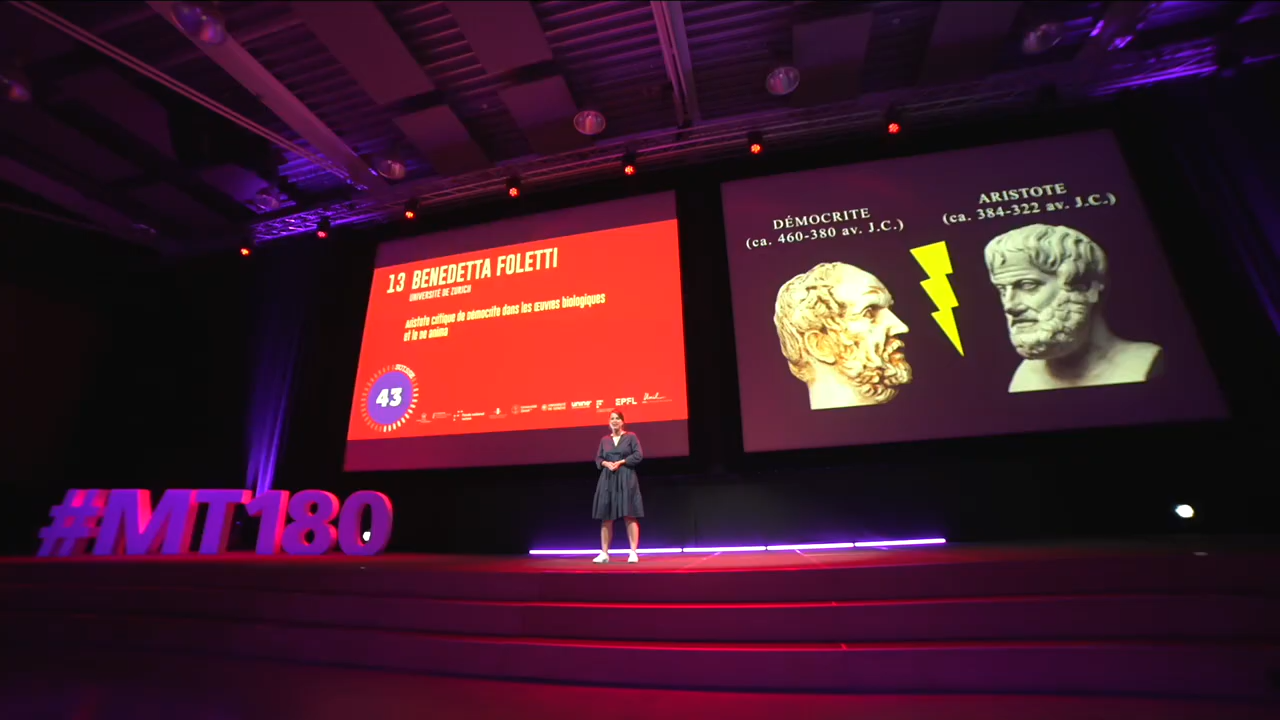 13 BENEDETTA FOLETTI
UNIVERSITÉ DE ZURICH
Aristote critique de Démocrite dans les œuvres biologiques
et le De anima
43
EPFL
DÉMOCRITE
(ca. 460-380 av. J.C.)
ARISTOTE
(ca. 384-322 av. J.C.)
#MT180